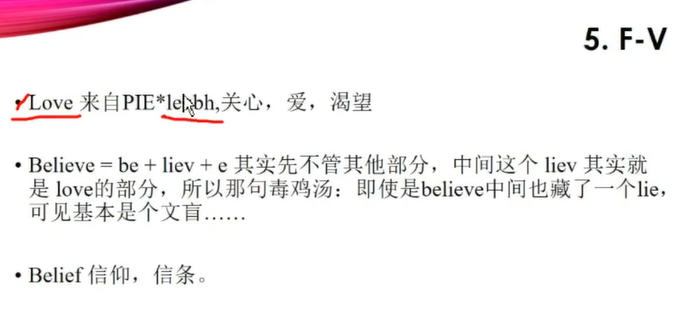 5. F-V
• Love 来自PIE*leubh,关心，爱，渴望
• Believe = be + liev + e 其实先不管其他部分，中间这个 liev 其实就
是 love的部分，所以那句毒鸡汤：即使是believe中间也藏了一个lie，
可见基本是个文盲……
• Belief 信仰，信条。